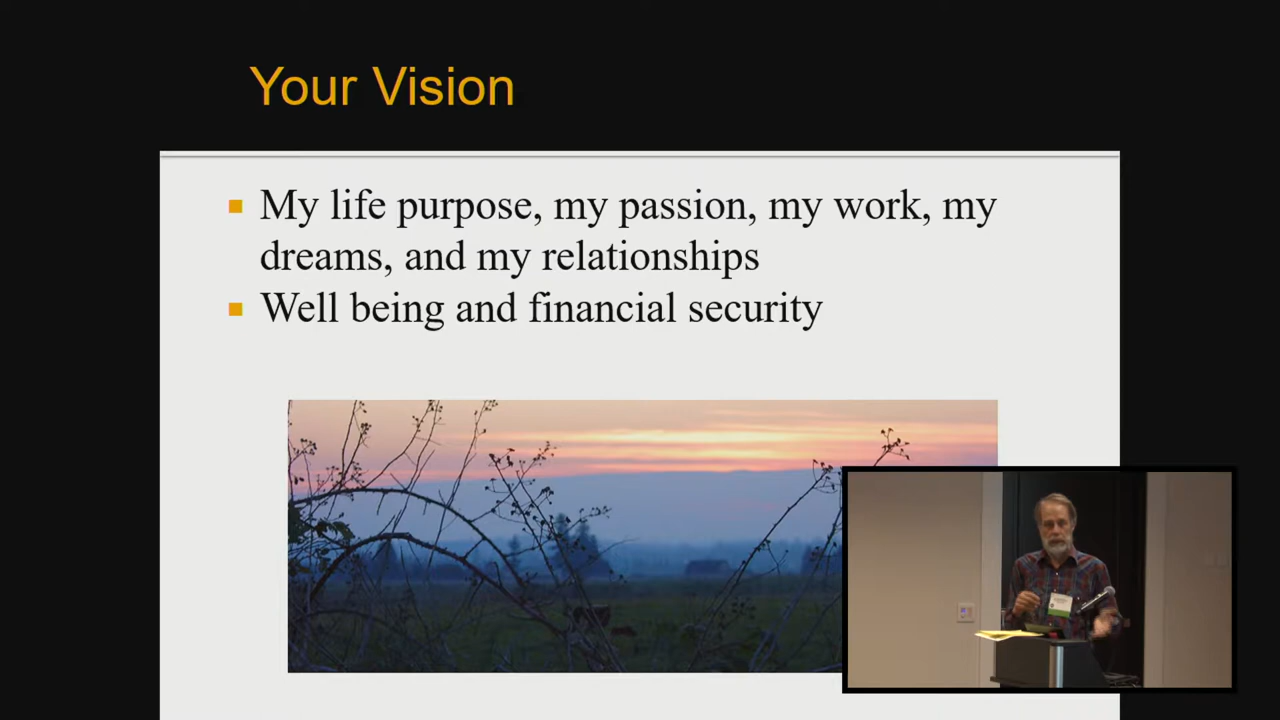 Your Vision
My life purpose, my passion, my work, my
dreams, and my relationships
Well being and financial security